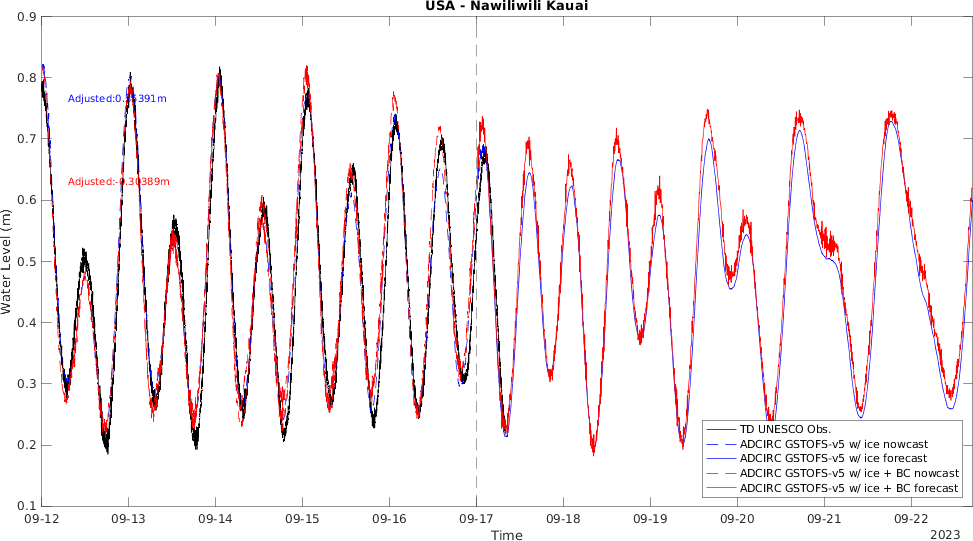 USA - Nawiliwili Kauai
0.9
0.8
0.7
0.6
0.5
0.4
0.3
0.2
0.1
Water Level (m)
Adjusted:-0.30389m
TD UNESCO Obs.
ADCIRC GSTOFS-v5 w/ ice nowcast
ADCIRC GSTOFS-v5 w/ ice forecast
ADCIRC GSTOFS-v5 w/ ice + BC nowcast
ADCIRC GSTOFS-v5 w/ ice + BC forecast
09-12 09-13 09-14 09-15 09-16 09-17 09-18 09-19 09-20 09-21 09-22
2023
Time